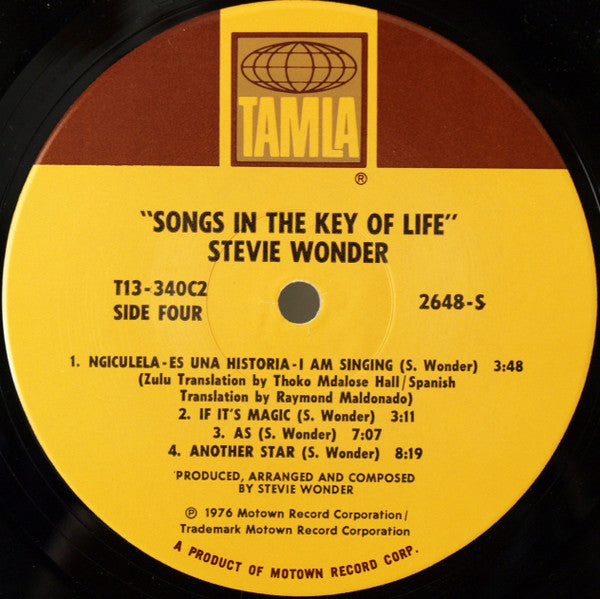 TAMLA
®
"SONGS IN THE KEY OF LIFE"
STEVIE WONDER
T13-340C2
SIDE FOUR
2648-S
1. NGICULELA-ES UNA HISTORIA-I AM SINGING (S. Wonder) 3:48
(Zulu Translation by Thoko Mdalose Hall/Spanish
Translation by Raymond Maldonado)
2. IF IT'S MAGIC (S. Wonder) 3:11
3. AS (S. Wonder) 7:07
4. ANOTHER STAR (S. Wonder) 8:19
'PRODUCED, ARRANGED AND COMPOSED
BY STEVIE WONDER
℗ 1976 Motown Record Corporation/
Trademark Motown Record Corporation
A PRODUCT OF MOTOWN RECORD CORP.